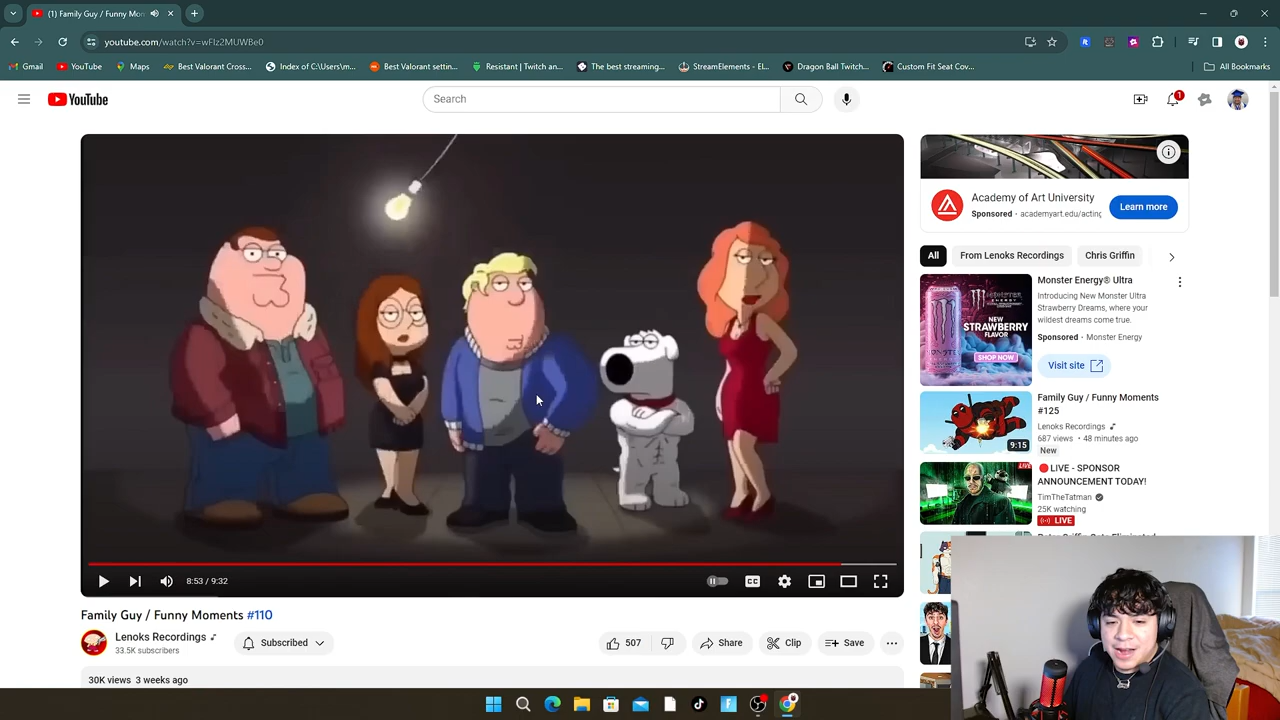 (1) Family Guy / Funny Mom
youtube.com/watch?v=wFIz2MUWBe0
Gmail
YouTube
Maps
Best Valorant Cross...
Index of C:\Users\m...
Best Valorant settin...
Resistant | Twitch an...
The best streaming...
StreamElements - El...
Dragon Ball Twitch...
Custom Fit Seat Cov...
All Bookmarks
YouTube
Search
1
Academy of Art University
Sponsored · academyart.edu/acting
Learn more
All
From Lenoks Recordings
Chris Griffin
MONSTER ENERGY
NEW
STRAWBERRY
FLAVOR
SHOP NOW
Monster Energy® Ultra
Introducing New Monster Ultra
Strawberry Dreams, where your
wildest dreams come true.
Sponsored · Monster Energy
Visit site
9:15
Family Guy / Funny Moments
#125
Lenoks Recordings
687 views · 48 minutes ago
New
LIVE
LIVE - SPONSOR
ANNOUNCEMENT TODAY!
TimTheTatman
25K watching
LIVE
8:53 / 9:32
CC
Family Guy / Funny Moments #110
Lenoks Recordings
33.5K subscribers
Subscribed
507
Share
Clip
Save
30K views 3 weeks ago